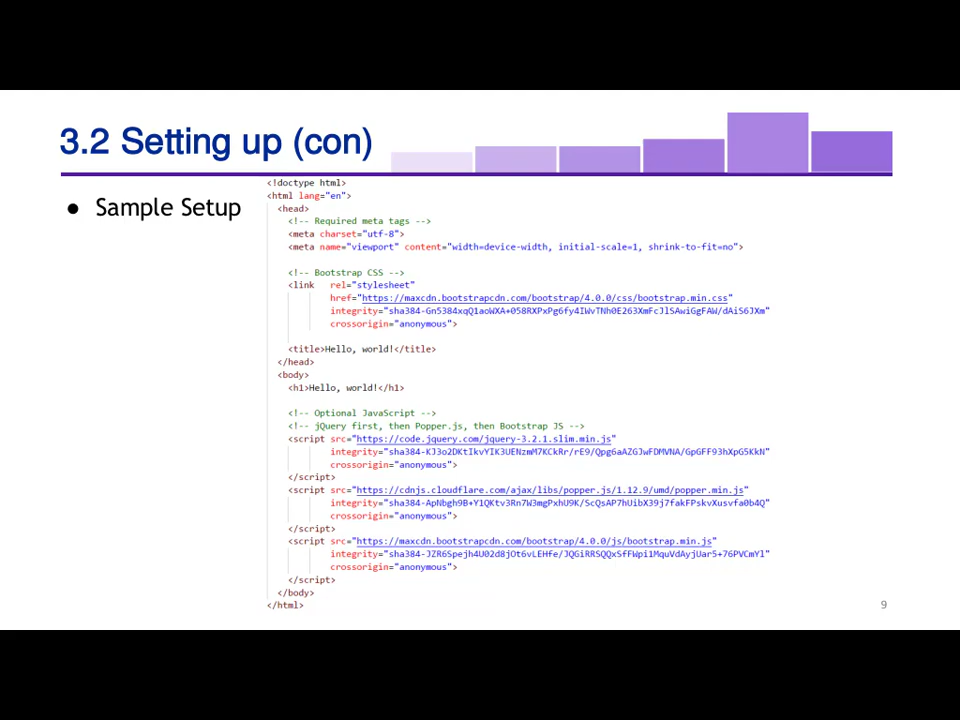 3.2 Setting up (con)
● Sample Setup
<!doctype html>
<html lang="en">
<head>
<!-- Required meta tags -->
<meta charset="utf-8">
<meta name="viewport" content="width=device-width, initial-scale=1, shrink-to-fit=no">
<!-- Bootstrap CSS -->
<link rel="stylesheet"
href="https://maxcdn.bootstrapcdn.com/bootstrap/4.0.0/css/bootstrap.min.css"
integrity="sha384-Gn5384xqQ1aoWXA+058RXPxPg6fy4IWvTNh0E263XmFcJlSAwiGgFAW/dAiS6JXm"
crossorigin="anonymous">
<title>Hello, world!</title>
</head>
<body>
<h1>Hello, world!</h1>
<!-- Optional JavaScript -->
<!-- jQuery first, then Popper.js, then Bootstrap JS -->
<script src="https://code.jquery.com/jquery-3.2.1.slim.min.js"
integrity="sha384-KJ3o2DKtIkvYIK3UENzmM7KCkRr/rE9/Qpg6aAZGJwFDMVNA/GpGFF93hXpG5KkN"
crossorigin="anonymous">
</script>
<script src="https://cdnjs.cloudflare.com/ajax/libs/popper.js/1.12.9/umd/popper.min.js"
integrity="sha384-ApNbgh9B+Y1QKtv3Rn7W3mgPxhU9K/ScQsAP7hUibX39j7fakFPskvXusvfa0b4Q"
crossorigin="anonymous">
</script>
<script src="https://maxcdn.bootstrapcdn.com/bootstrap/4.0.0/js/bootstrap.min.js"
integrity="sha384-JZR6Spejh4U02d8jOt6vLEHfe/JQGiRRSQQxSfFWpi1MquVdAyjUar5+76PVCmYl"
crossorigin="anonymous">
</script>
</body>
</html>
9